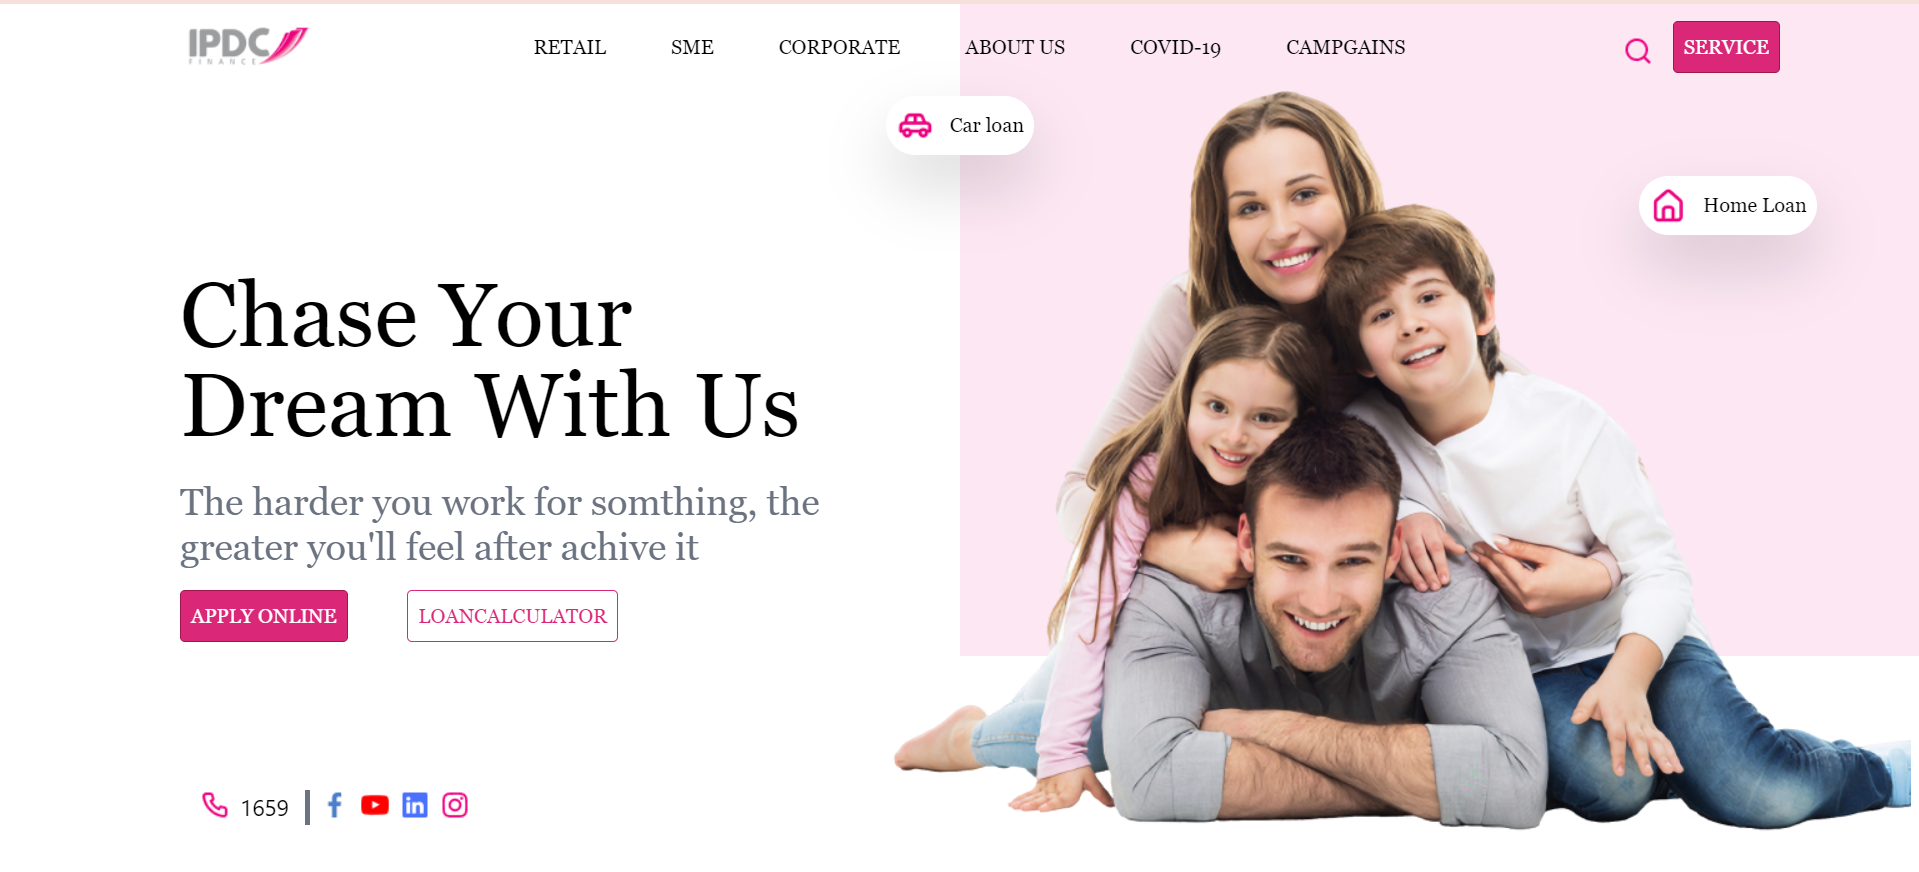 IPDC
FINANCE
RETAIL SME CORPORATE ABOUT US COVID-19 CAMPGAINS
SERVICE
Car loan
Home Loan
Chase Your
Dream With Us
The harder you work for somthing, the
greater you'll feel after achive it
APPLY ONLINE
LOANCALCULATOR
1659
in